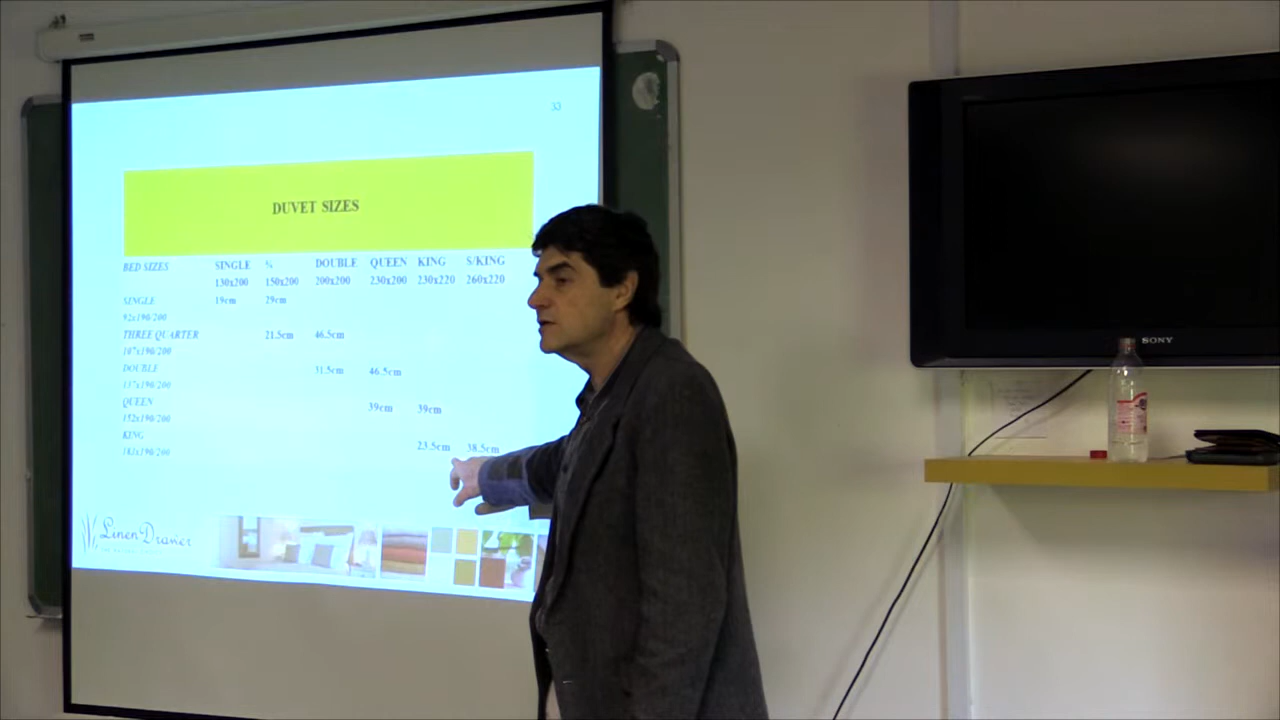 33
DUVET SIZES
BED SIZES SINGLE ¾ DOUBLE QUEEN KING S/KING
130x200 150x200 200x200 230x200 230x220 260x220
SINGLE 19cm 29cm
92x190/200
THREE QUARTER 21.5cm 46.5cm
107x190/200
DOUBLE 31.5cm 46.5cm
137x190/200
QUEEN 39cm 39cm
152x190/200
KING 23.5cm 38.5cm
183x190/200
Linen Drawer
SONY